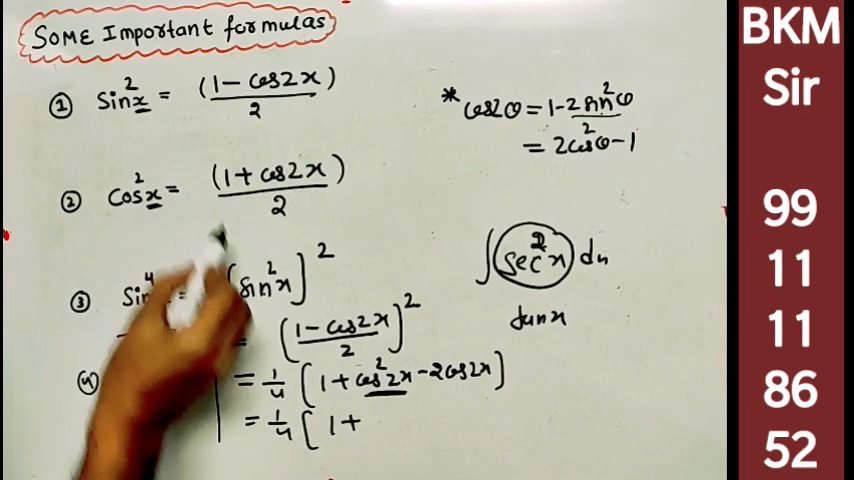 SOME Important formulas
① Sin²x = (1 - cos2x)/2
② Cos²x = (1 + cos2x)/2
③ Sin⁴ = [sin²x]²
= (1 - cos2x / 2)²
④ = 1/4 (1 + cos²2x - 2cos2x)
= 1/4 [1 +
* cos2θ = 1 - 2sin²θ
= 2cos²θ - 1
∫sec²x dx
tanx
BKM
Sir
99
11
11
86
52